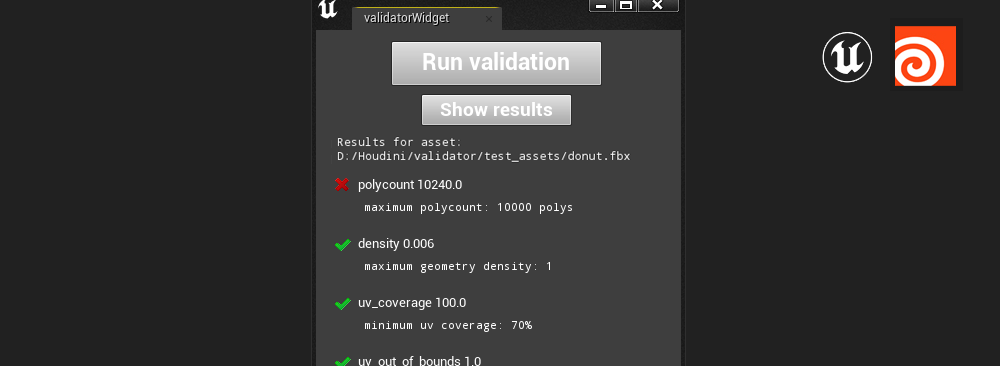 validatorWidget
Run validation
Show results
Results for asset:
D:/Houdini/validator/test_assets/donut.fbx
polycount 10240.0
maximum polycount: 10000 polys
density 0.006
maximum geometry density: 1
uv_coverage 100.0
minimum uv coverage: 70%
uv_out_of_bounds 1.0